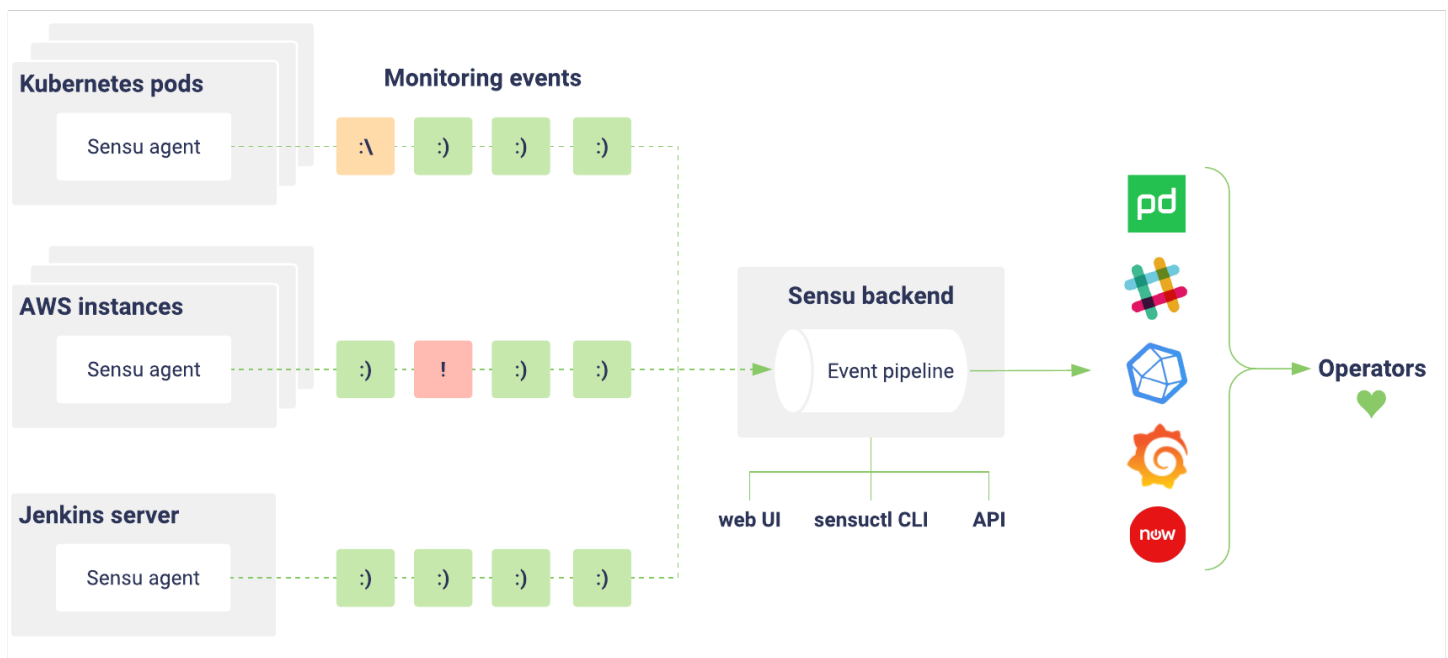 Kubernetes pods
Monitoring events
Sensu agent
:\
:)
:)
:)
pd
AWS instances
Sensu agent
:)
!
:)
:)
Sensu backend
Event pipeline
Operators
web UI
sensuctl CLI
API
now
Jenkins server
Sensu agent
:)
:)
:)
:)